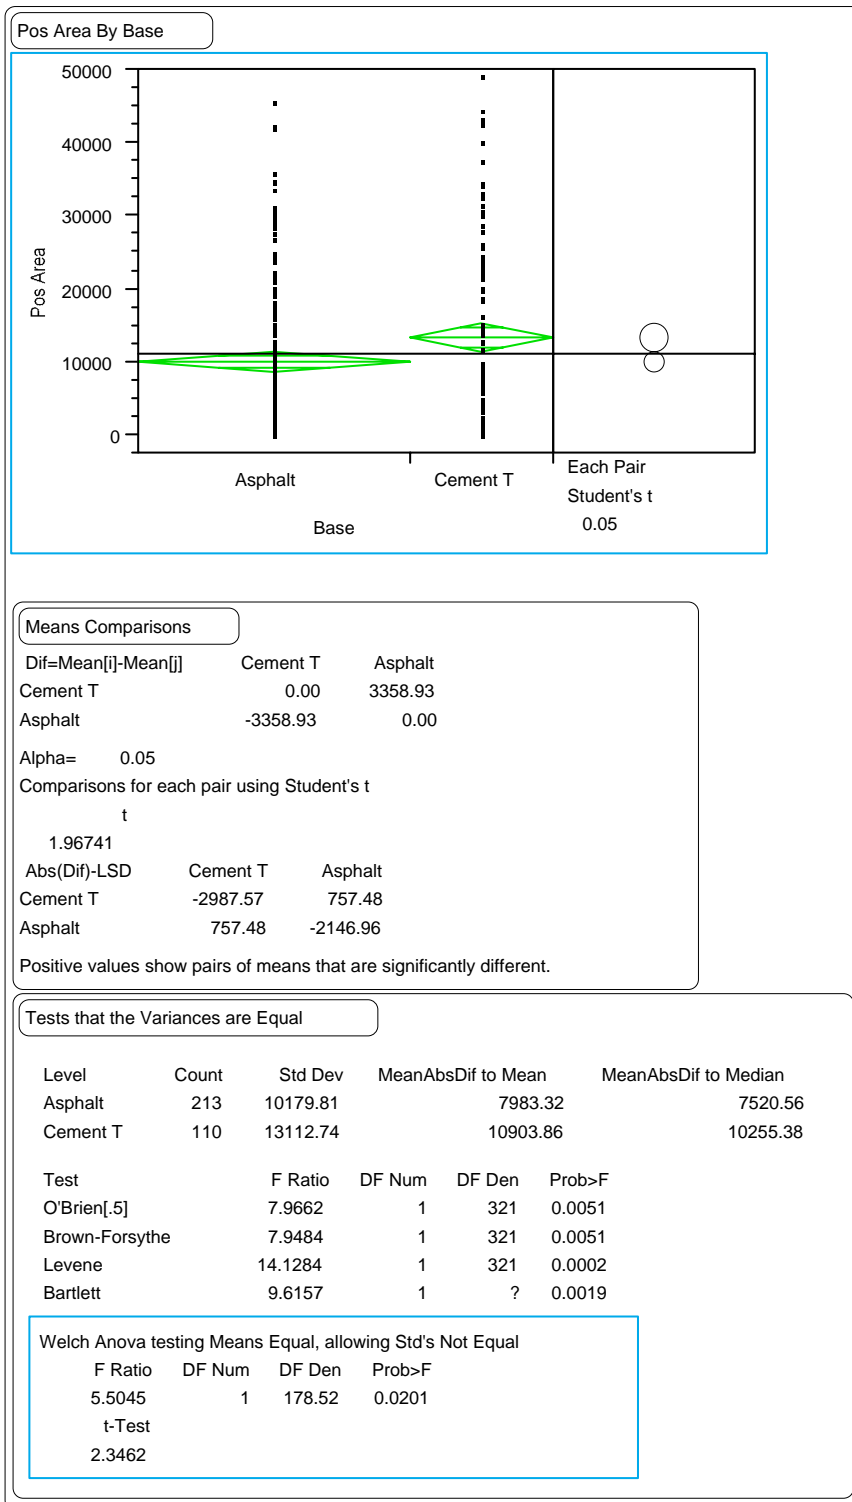 Pos Area By Base
50000
40000
30000
20000
10000
0
Pos Area
Asphalt Cement T
Base
Each Pair
Student's t
0.05
Means Comparisons
Dif=Mean[i]-Mean[j] Cement T Asphalt
Cement T 0.00 3358.93
Asphalt -3358.93 0.00
Alpha= 0.05
Comparisons for each pair using Student's t
t
1.96741
Abs(Dif)-LSD Cement T Asphalt
Cement T -2987.57 757.48
Asphalt 757.48 -2146.96
Positive values show pairs of means that are significantly different.
Tests that the Variances are Equal
Level Count Std Dev MeanAbsDif to Mean MeanAbsDif to Median
Asphalt 213 10179.81 7983.32 7520.56
Cement T 110 13112.74 10903.86 10255.38
Test F Ratio DF Num DF Den Prob>F
O'Brien[.5] 7.9662 1 321 0.0051
Brown-Forsythe 7.9484 1 321 0.0051
Levene 14.1284 1 321 0.0002
Bartlett 9.6157 1 ? 0.0019
Welch Anova testing Means Equal, allowing Std's Not Equal
F Ratio DF Num DF Den Prob>F
5.5045 1 178.52 0.0201
t-Test
2.3462